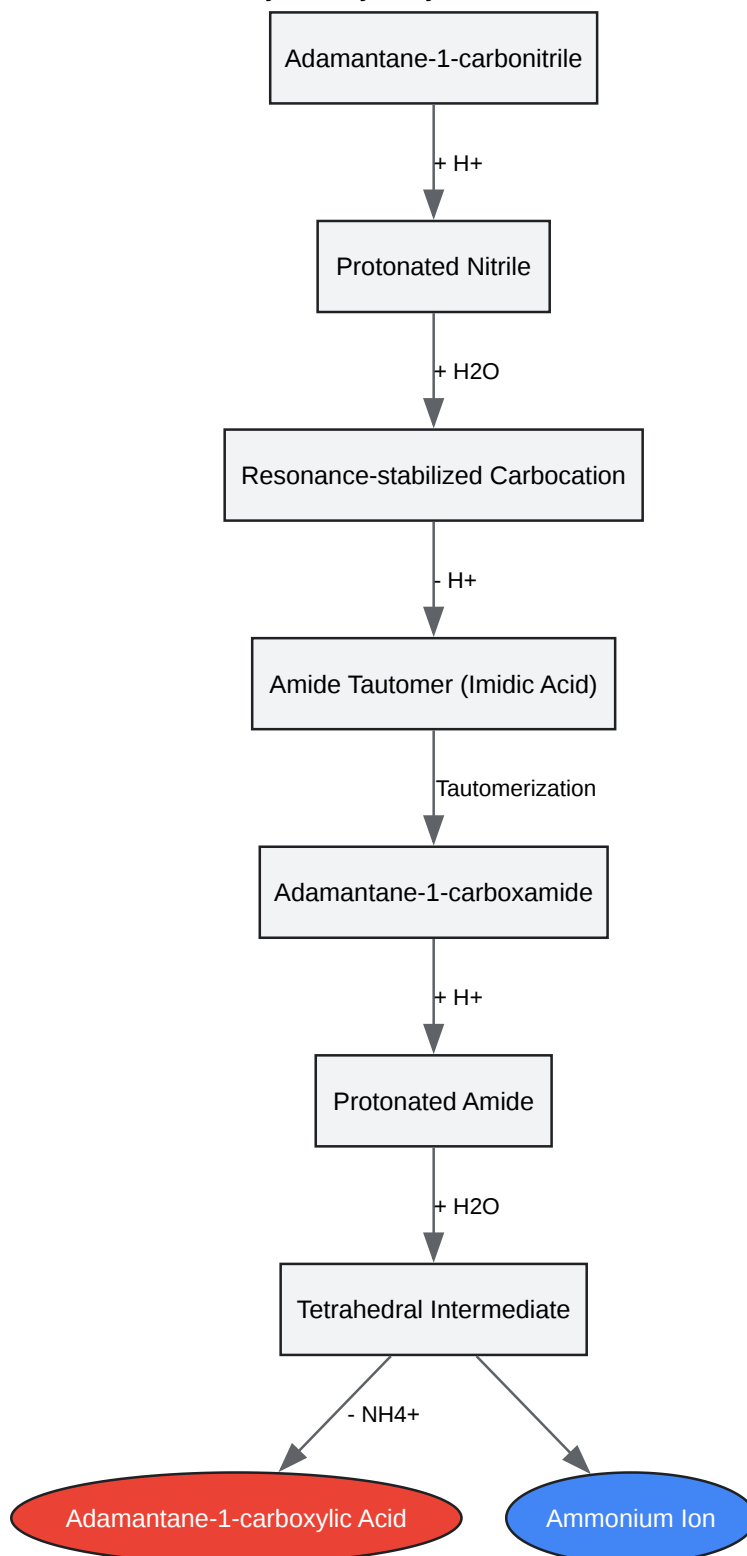 Adamantane-1-carbonitrile
+ H+
Protonated Nitrile
+ H2O
Resonance-stabilized Carbocation
- H+
Amide Tautomer (Imidic Acid)
Tautomerization
Adamantane-1-carboxamide
+ H+
Protonated Amide
+ H2O
Tetrahedral Intermediate
- NH4+
Adamantane-1-carboxylic Acid
Ammonium Ion